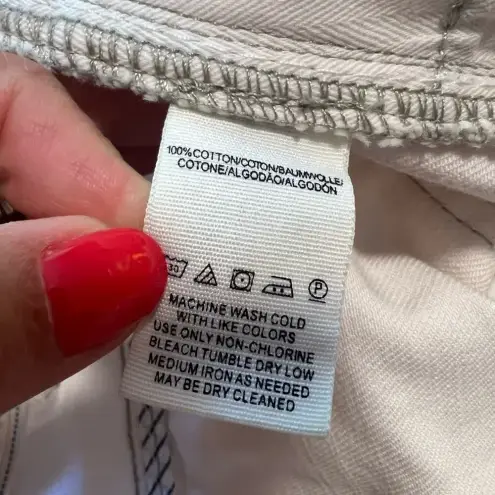 100% COTTON/COTON/BAUMWOLLE/
COTONE/ALGODÃO/ALGODÓN
30 P
MACHINE WASH COLD
WITH LIKE COLORS
USE ONLY NON-CHLORINE
BLEACH TUMBLE DRY LOW
MEDIUM IRON AS NEEDED
MAY BE DRY CLEANED